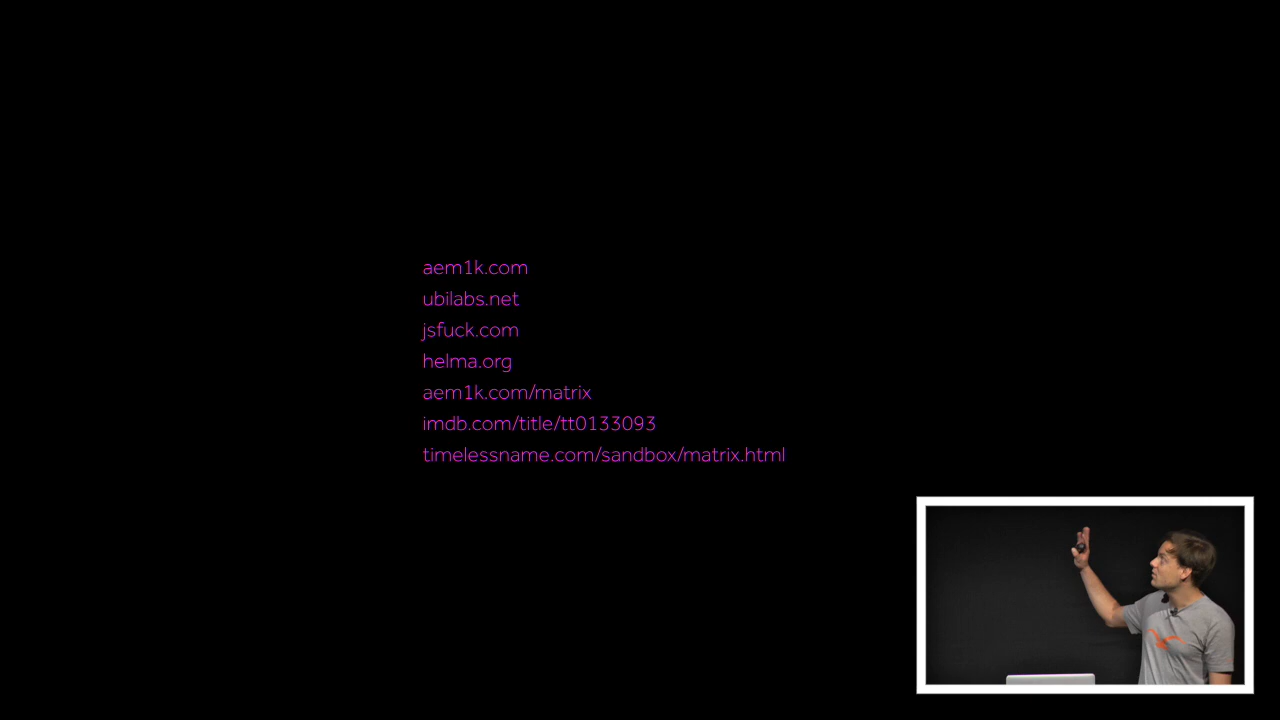 aem1k.com
ubilabs.net
jsfuck.com
helma.org
aem1k.com/matrix
imdb.com/title/tt0133093
timelessname.com/sandbox/matrix.html